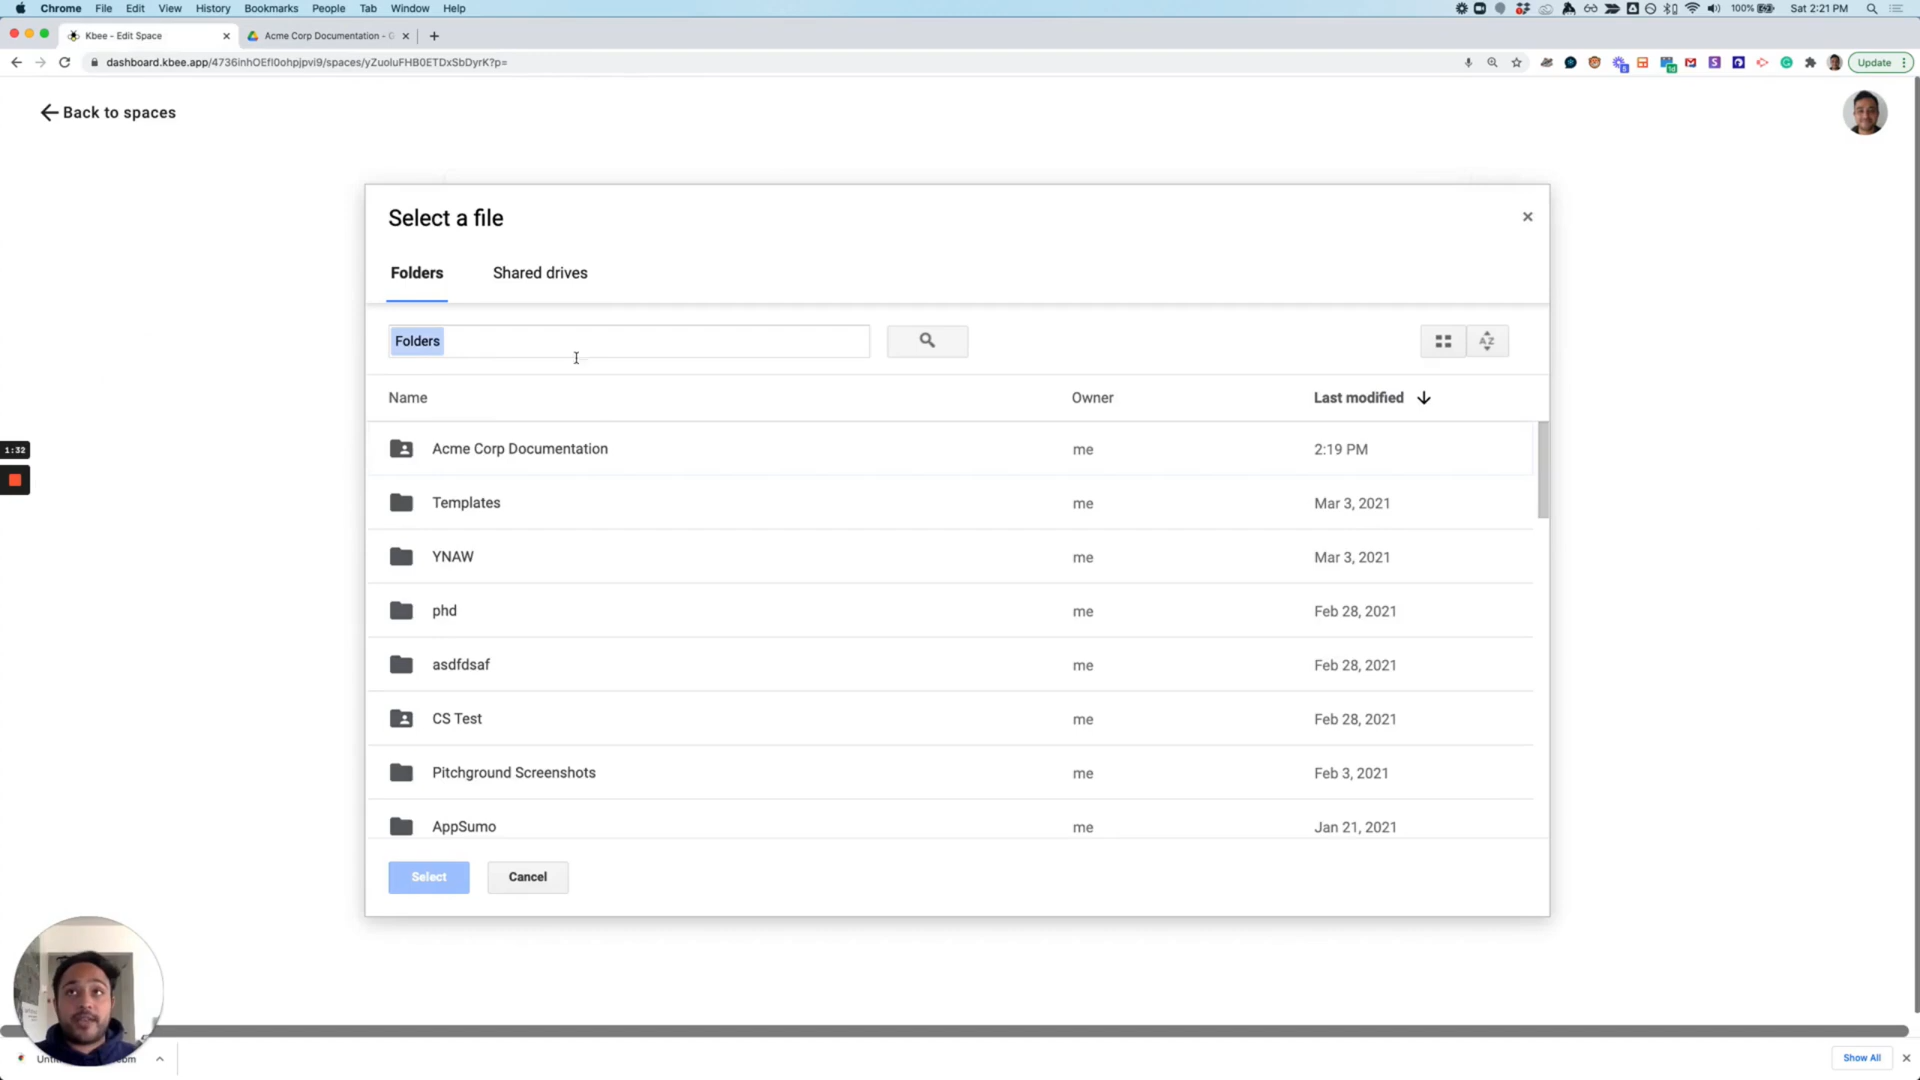 Chrome File Edit View History Bookmarks People Tab Window Help 100% Sat 2:21 PM
Kbee - Edit Space Acme Corp Documentation - G
dashboard.kbee.app/4736inhOEfI0ohpjpvi9/spaces/yZuoluFHB0ETDxSbDyrK?p= Update
Back to spaces
Select a file
Folders Shared drives
Folders
Name Owner Last modified
Acme Corp Documentation me 2:19 PM
1:32
Templates me Mar 3, 2021
YNAW me Mar 3, 2021
phd me Feb 28, 2021
asdfdsaf me Feb 28, 2021
CS Test me Feb 28, 2021
Pitchground Screenshots me Feb 3, 2021
AppSumo me Jan 21, 2021
Select Cancel
Show All